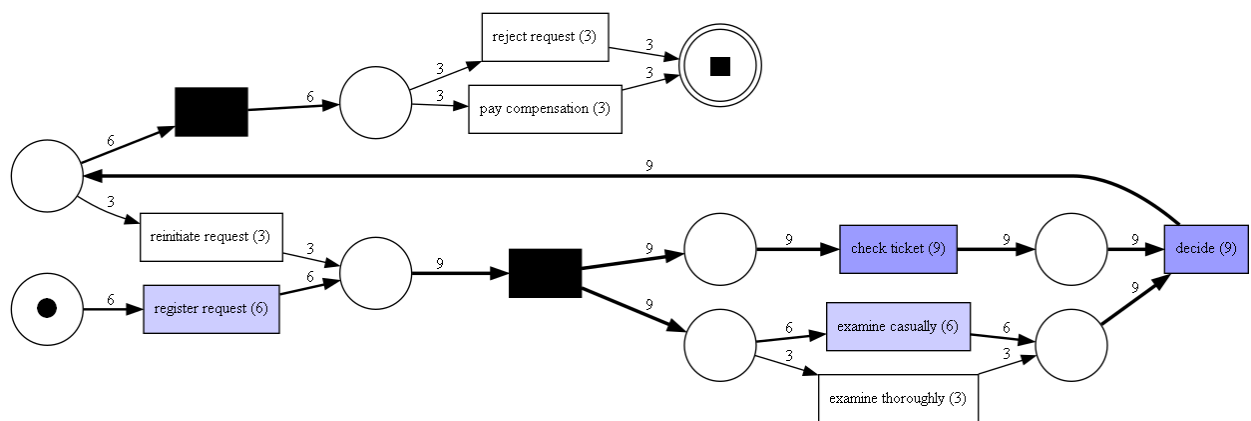 reject request (3)
3
3
3
6
3
pay compensation (3)
3
6
9
3
reinitiate request (3)
3
9
9
check ticket (9)
9
9
decide (9)
6
register request (6)
6
9
9
6
examine casually (6)
6
3
examine thoroughly (3)
3
9